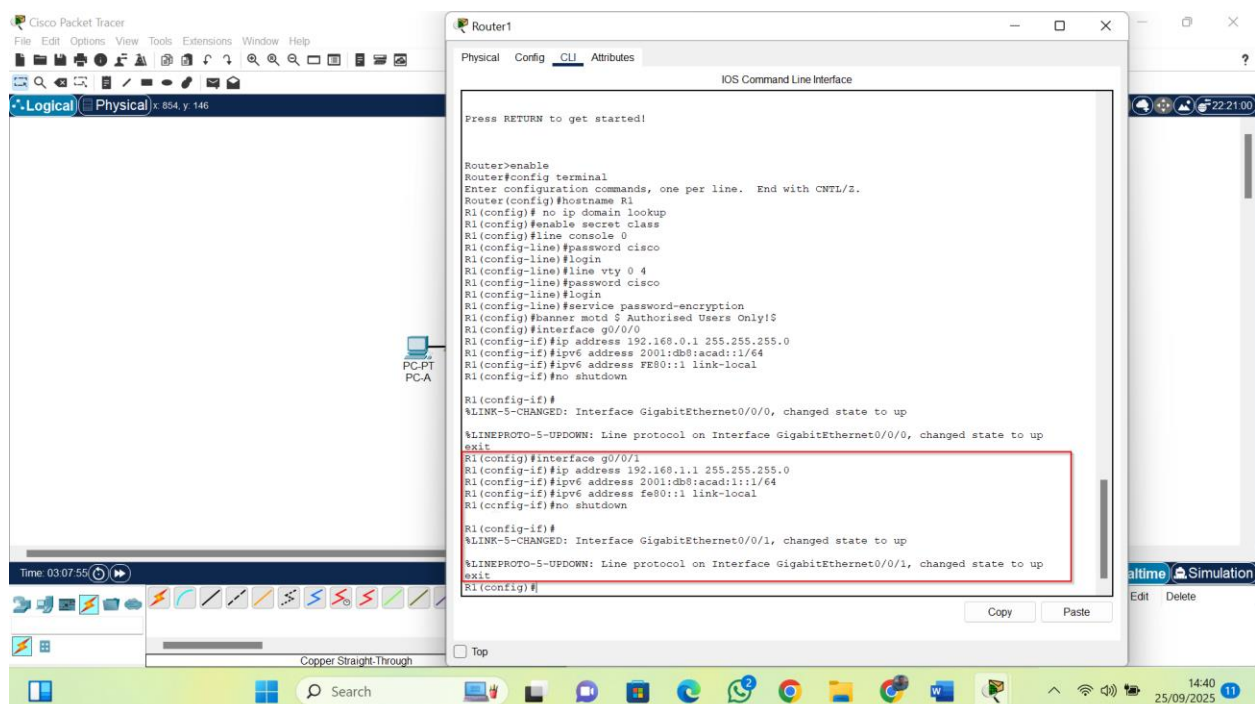 Cisco Packet Tracer
File Edit Options View Tools Extensions Window Help
?
Logical Physical x: 854, y: 146
22:21:00
PC-PT
PC-A
Router1
Physical Config CLI Attributes
IOS Command Line Interface
Press RETURN to get started!
Router>enable
Router#config terminal
Enter configuration commands, one per line. End with CNTL/Z.
Router(config)#hostname R1
R1(config)# no ip domain lookup
R1(config)#enable secret class
R1(config)#line console 0
R1(config-line)#password cisco
R1(config-line)#login
R1(config-line)#line vty 0 4
R1(config-line)#password cisco
R1(config-line)#login
R1(config-line)#service password-encryption
R1(config)#banner motd $ Authorised Users Only!$
R1(config)#interface g0/0/0
R1(config-if)#ip address 192.168.0.1 255.255.255.0
R1(config-if)#ipv6 address 2001:db8:acad::1/64
R1(config-if)#ipv6 address FE80::1 link-local
R1(config-if)#no shutdown
R1(config-if)#
%LINK-5-CHANGED: Interface GigabitEthernet0/0/0, changed state to up
%LINEPROTO-5-UPDOWN: Line protocol on Interface GigabitEthernet0/0/0, changed state to up
exit
R1(config)#interface g0/0/1
R1(config-if)#ip address 192.168.1.1 255.255.255.0
R1(config-if)#ipv6 address 2001:db8:acad:1::1/64
R1(config-if)#ipv6 address fe80::1 link-local
R1(config-if)#no shutdown
R1(config-if)#
%LINK-5-CHANGED: Interface GigabitEthernet0/0/1, changed state to up
%LINEPROTO-5-UPDOWN: Line protocol on Interface GigabitEthernet0/0/1, changed state to up
exit
R1(config)#
Copy Paste
Top
Time: 03:07:55
altime Simulation
Edit Delete
Copper Straight-Through
Search
2
14:40
25/09/2025
11